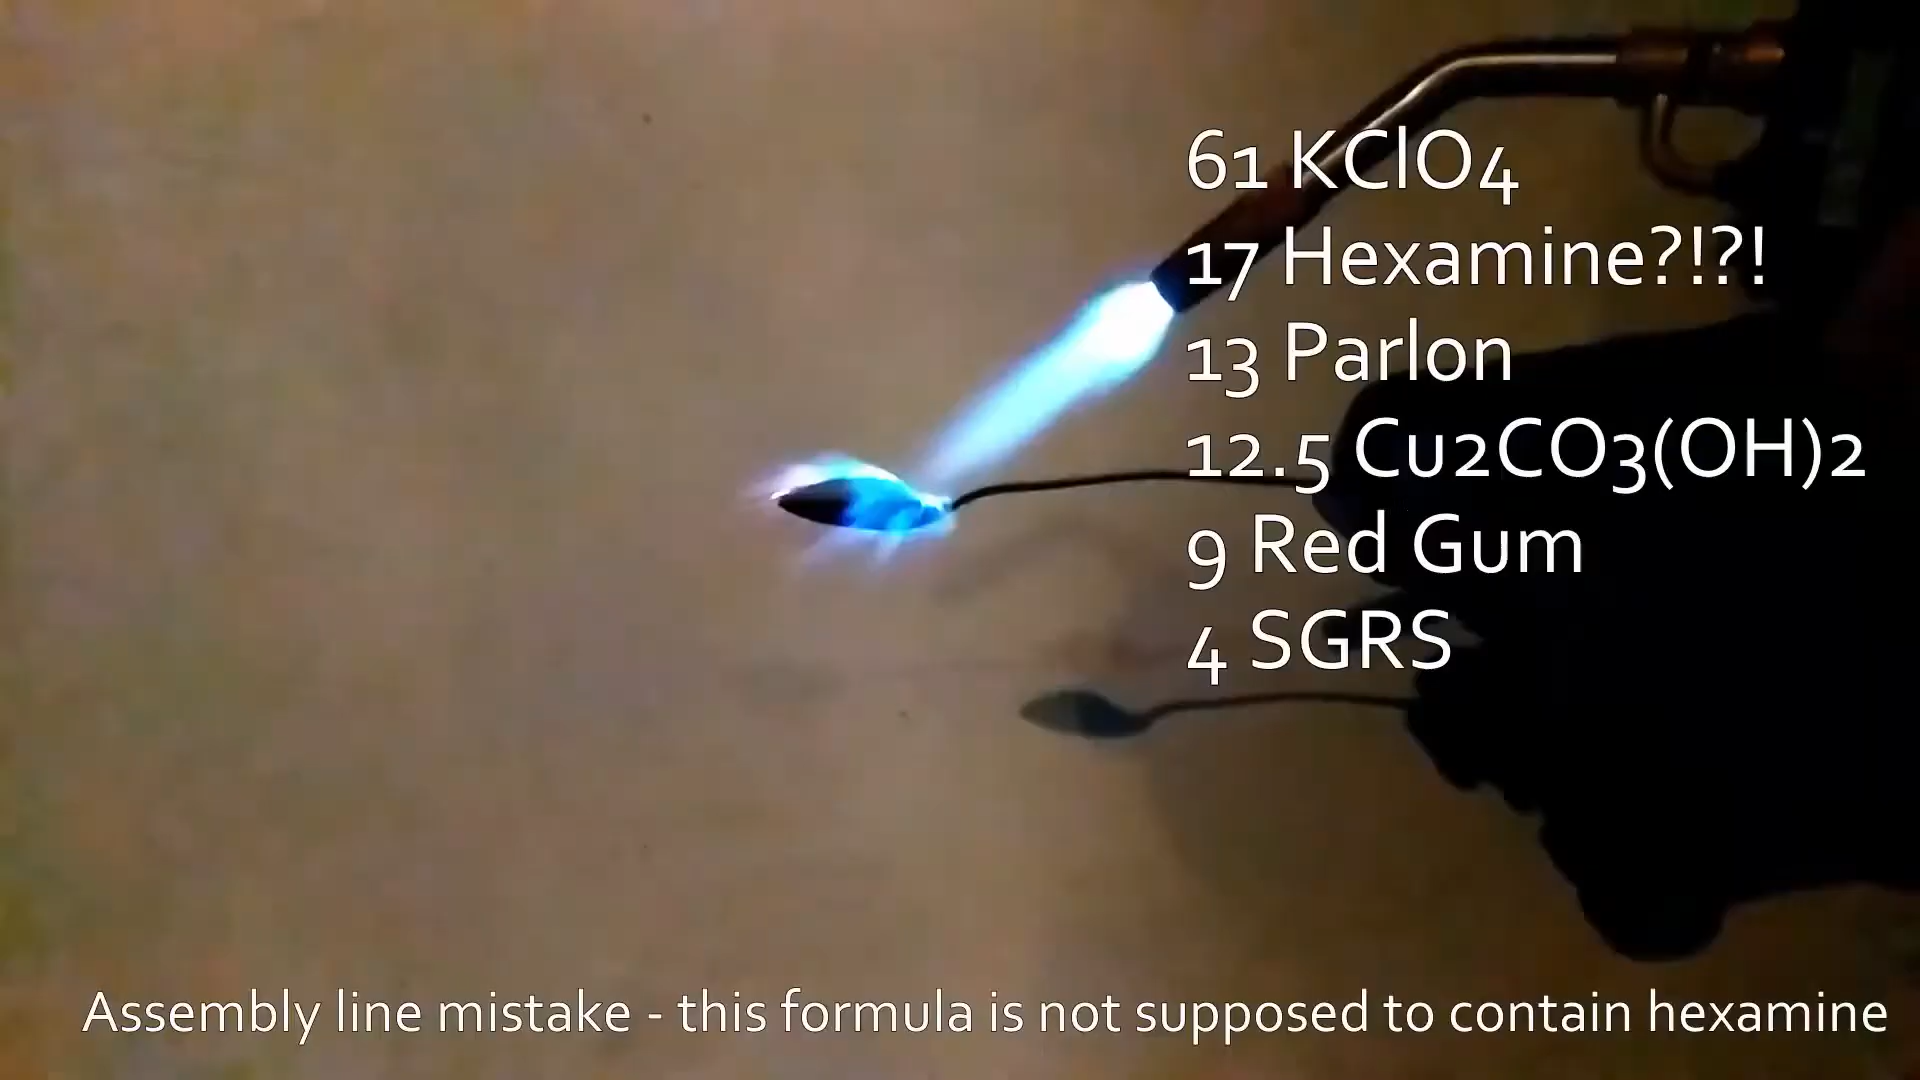 61 KClO4
17 Hexamine?!?!
13 Parlon
12.5 Cu2CO3(OH)2
9 Red Gum
4 SGRS
Assembly line mistake - this formula is not supposed to contain hexamine